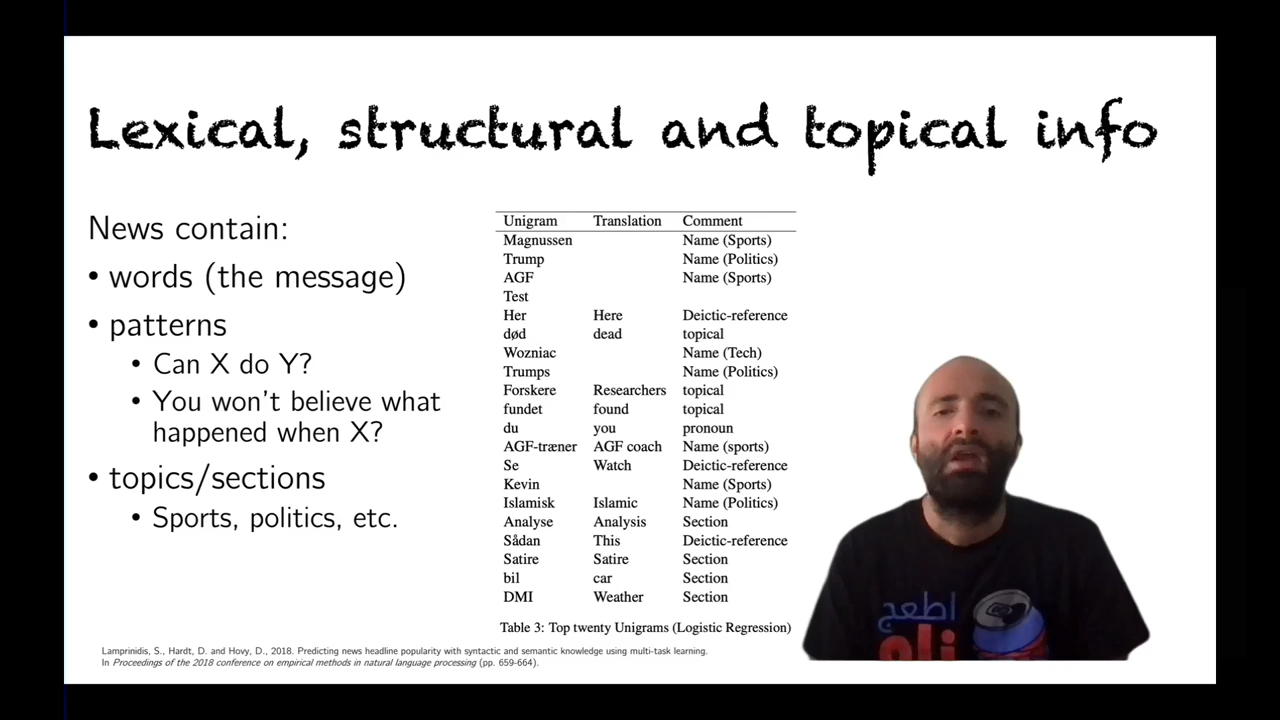 Lexical, structural and topical info
News contain:
• words (the message)
• patterns
• Can X do Y?
• You won't believe what
happened when X?
• topics/sections
• Sports, politics, etc.
Unigram Translation Comment
Magnussen Name (Sports)
Trump Name (Politics)
AGF Name (Sports)
Test
Her Here Deictic-reference
død dead topical
Wozniac Name (Tech)
Trumps Name (Politics)
Forskere Researchers topical
fundet found topical
du you pronoun
AGF-træner AGF coach Name (sports)
Se Watch Deictic-reference
Kevin Name (Sports)
Islamisk Islamic Name (Politics)
Analyse Analysis Section
Sådan This Deictic-reference
Satire Satire Section
bil car Section
DMI Weather Section
Table 3: Top twenty Unigrams (Logistic Regression)
Lamprinidis, S., Hardt, D. and Hovy, D., 2018. Predicting news headline popularity with syntactic and semantic knowledge using multi-task learning.
In Proceedings of the 2018 conference on empirical methods in natural language processing (pp. 659-664).